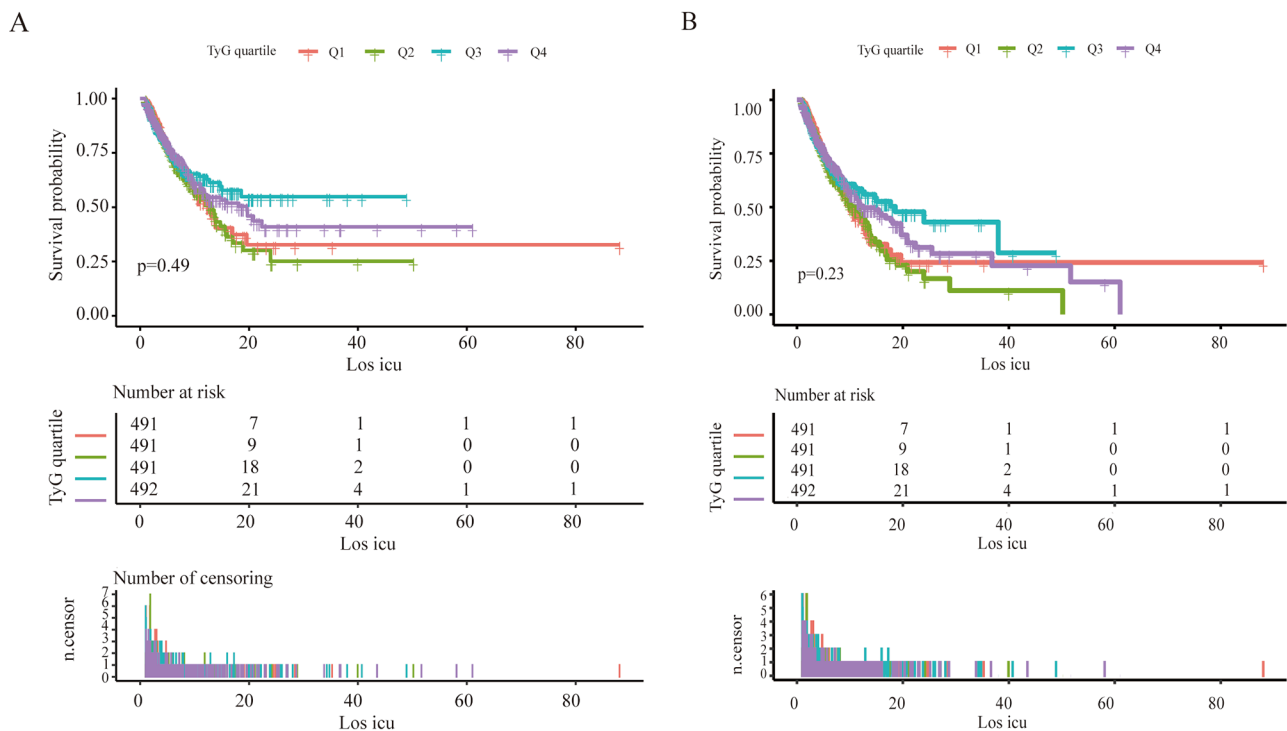 A
TyG quartile Q1 Q2 Q3 Q4
1.00
0.75
0.50
0.25
0.00
Survival probability
p=0.49
0 20 40 60 80
Los icu
Number at risk
TyG quartile
491 7 1 1 1
491 9 1 0 0
491 18 2 0 0
492 21 4 1 1
0 20 40 60 80
Los icu
Number of censoring
n.censor
7
6
5
4
3
2
1
0
0 20 40 60 80
Los icu
B
TyG quartile Q1 Q2 Q3 Q4
1.00
0.75
0.50
0.25
0.00
Survival probability
p=0.23
0 20 40 60 80
Los icu
Number at risk
TyG quartile
491 7 1 1 1
491 9 1 0 0
491 18 2 0 0
492 21 4 1 1
0 20 40 60 80
Los icu
n.censor
6
5
4
3
2
1
0
0 20 40 60 80
Los icu